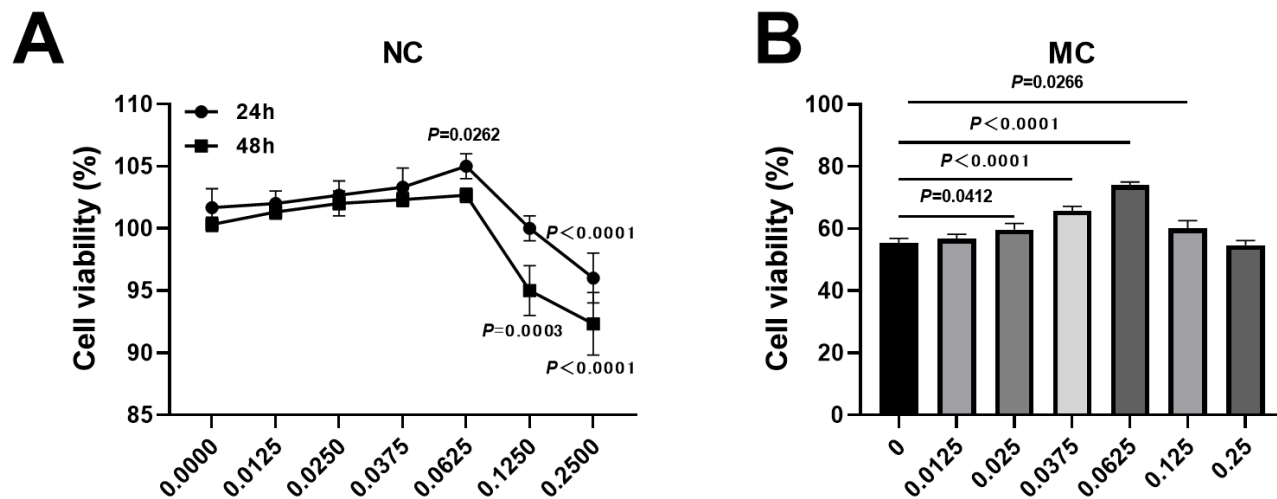 A
NC
Cell viability (%)
110
105
100
95
90
85
24h
48h
P=0.0262
P<0.0001
P=0.0003
P<0.0001
0.0000
0.0125
0.0250
0.0375
0.0625
0.1250
0.2500
B
MC
Cell viability (%)
100
80
60
40
20
0
P=0.0266
P<0.0001
P<0.0001
P=0.0412
0
0.0125
0.025
0.0375
0.0625
0.125
0.25